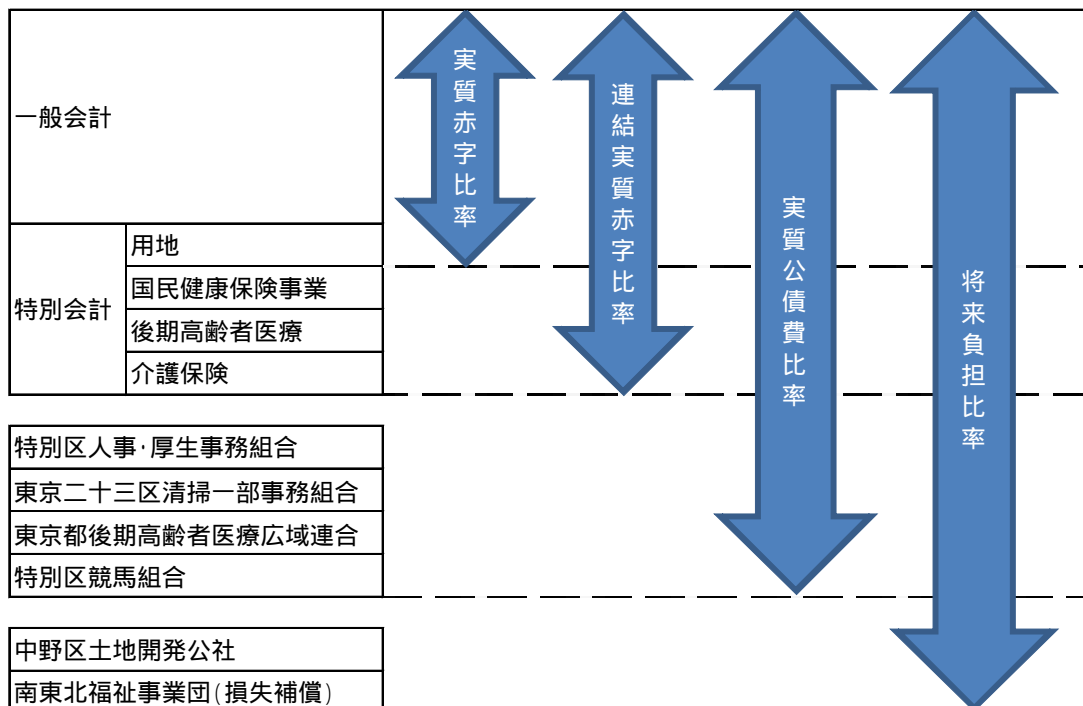 一般会計
特別会計
用地
国民健康保険事業
後期高齢者医療
介護保険
特別区人事・厚生事務組合
東京二十三区清掃一部事務組合
東京都後期高齢者医療広域連合
特別区競馬組合
中野区土地開発公社
南東北福祉事業団(損失補償)
実質赤字比率
連結実質赤字比率
実質公債費比率
将来負担比率